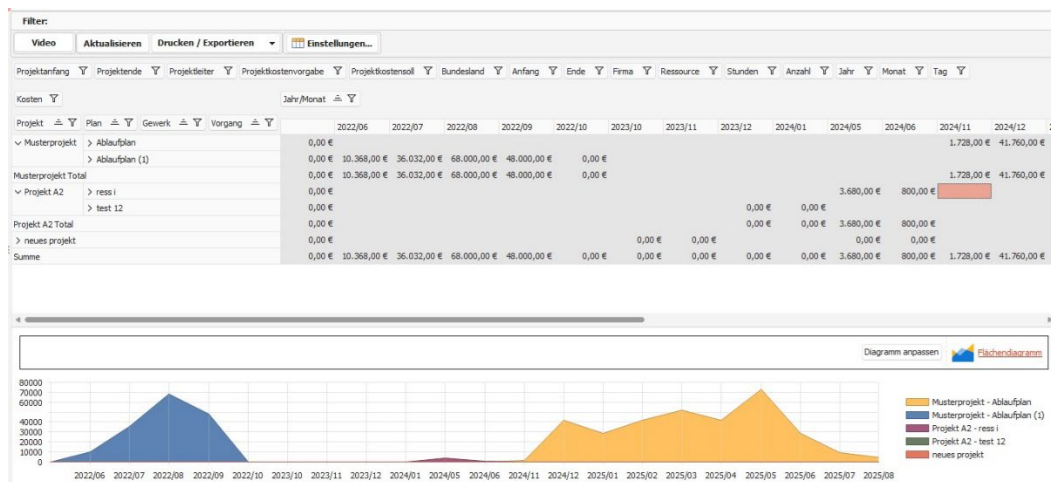 Filter:
Video Aktualisieren Drucken / Exportieren Einstellungen...
Projektanfang Projektende Projektleiter Projektkostenvorgabe Projektkostensoll Bundesland Anfang Ende Firma Ressource Stunden Anzahl Jahr Monat Tag
Kosten Jahr/Monat
Projekt Plan Gewerk Vorgang 2022/06 2022/07 2022/08 2022/09 2022/10 2023/10 2023/11 2023/12 2024/01 2024/05 2024/06 2024/11 2024/12
Musterprojekt > Ablaufplan 0,00 € 1.728,00 € 41.760,00 €
> Ablaufplan (1) 0,00 € 10.368,00 € 36.032,00 € 68.000,00 € 48.000,00 € 0,00 €
Musterprojekt Total 0,00 € 10.368,00 € 36.032,00 € 68.000,00 € 48.000,00 € 0,00 € 1.728,00 € 41.760,00 €
Projekt A2 > ress i 0,00 € 3.680,00 € 800,00 €
> test 12 0,00 € 0,00 € 0,00 €
Projekt A2 Total 0,00 € 0,00 € 0,00 € 3.680,00 € 800,00 €
> neues projekt 0,00 € 0,00 € 0,00 € 0,00 € 0,00 €
Summe 0,00 € 10.368,00 € 36.032,00 € 68.000,00 € 48.000,00 € 0,00 € 0,00 € 0,00 € 0,00 € 0,00 € 3.680,00 € 800,00 € 1.728,00 € 41.760,00 €
Diagramm anpassen Flächendiagramm
80000
70000
60000
40000
30000
20000
10000
0
2022/06 2022/07 2022/08 2022/09 2022/10 2023/10 2023/11 2023/12 2024/01 2024/05 2024/06 2024/11 2024/12 2025/01 2025/02 2025/03 2025/04 2025/05 2025/06 2025/07 2025/08
Musterprojekt - Ablaufplan
Musterprojekt - Ablaufplan (1)
Projekt A2 - ress i
Projekt A2 - test 12
neues projekt